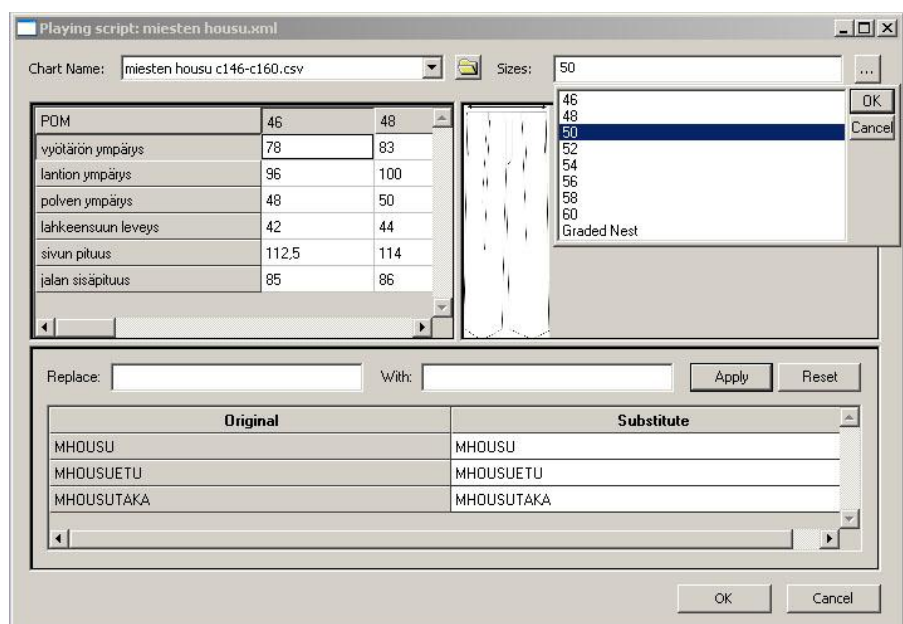 Playing script: miesten housu.xml
Chart Name: miesten housu c146-c160.csv Sizes: 50 ...
46
48
50
52
54
56
58
60
Graded Nest
OK
Cancel
POM 46 48
vyötärön ympärys 78 83
lantion ympärys 96 100
polven ympärys 48 50
lahkeensuun leveys 42 44
sivun pituus 112,5 114
jalan sisäpituus 85 86
Replace: With: Apply Reset
Original Substitute
MHOUSU MHOUSU
MHOUSUETU MHOUSUETU
MHOUSUTAKA MHOUSUTAKA
OK Cancel